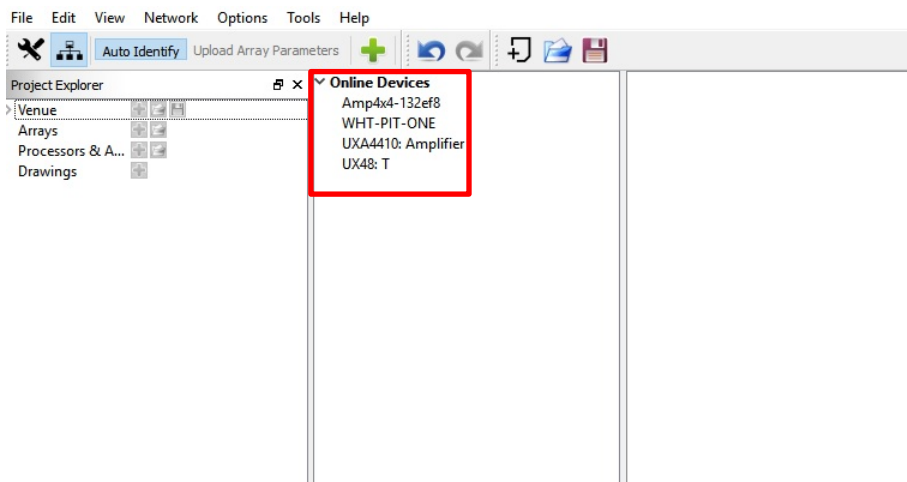 File Edit View Network Options Tools Help
Auto Identify Upload Array Parameters
Project Explorer
Venue
Arrays
Processors & A...
Drawings
Online Devices
Amp4x4-132ef8
WHT-PIT-ONE
UXA4410: Amplifier
UX48: T